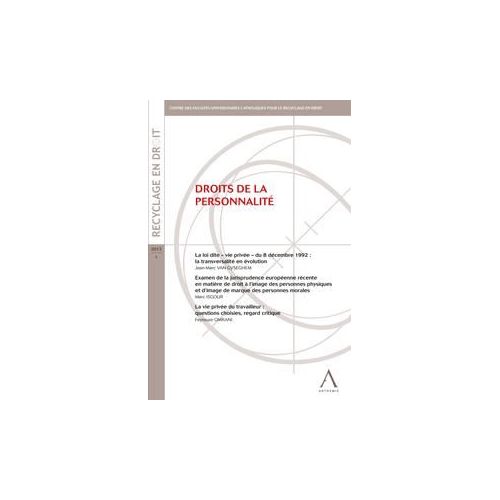 CENTRE DES FACULTÉS UNIVERSITAIRES CATHOLIQUES POUR LE RECYCLAGE EN DROIT
RECYCLAGE EN DROIT
2013
DROITS DE LA
PERSONNALITÉ
La loi dite « vie privée » du 8 décembre 1992 :
la transversalité en évolution
Jean-Marc VAN GYSEGHEM
Examen de la jurisprudence européenne récente
en matière de droit à l'image des personnes physiques
et d'image de marque des personnes morales
Marc ISGOUR
La vie privée du travailleur :
questions choisies, regard critique
OMRANI
ANTHEMIS